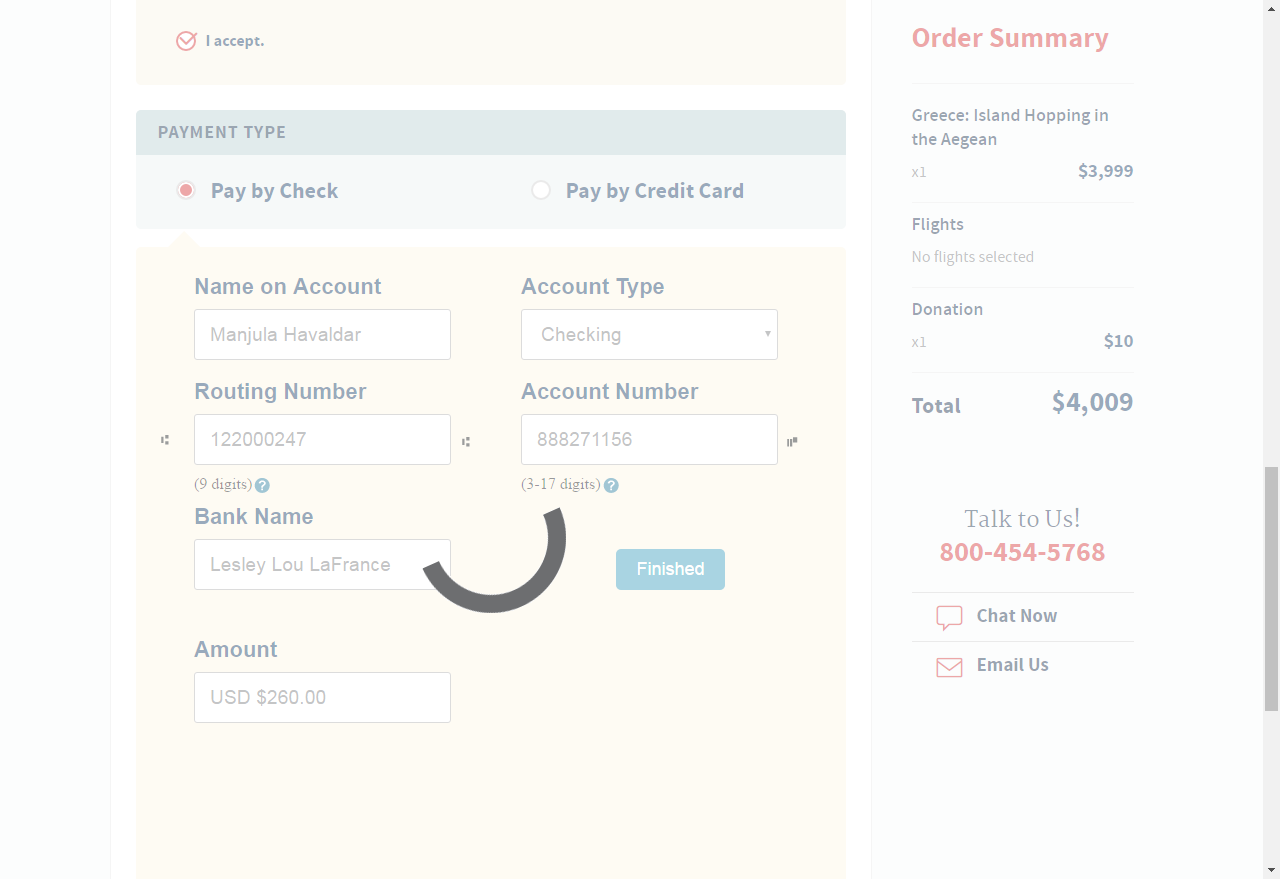 I accept.
PAYMENT TYPE
Pay by Check
Pay by Credit Card
Name on Account
Account Type
Manjula Havaldar
Checking
Routing Number
Account Number
122000247
888271156
(9 digits) ?
(3-17 digits) ?
Bank Name
Lesley Lou LaFrance
Finished
Amount
USD $260.00
Order Summary
Greece: Island Hopping in
the Aegean
x1 $3,999
Flights
No flights selected
Donation
x1 $10
Total $4,009
Talk to Us!
800-454-5768
Chat Now
Email Us